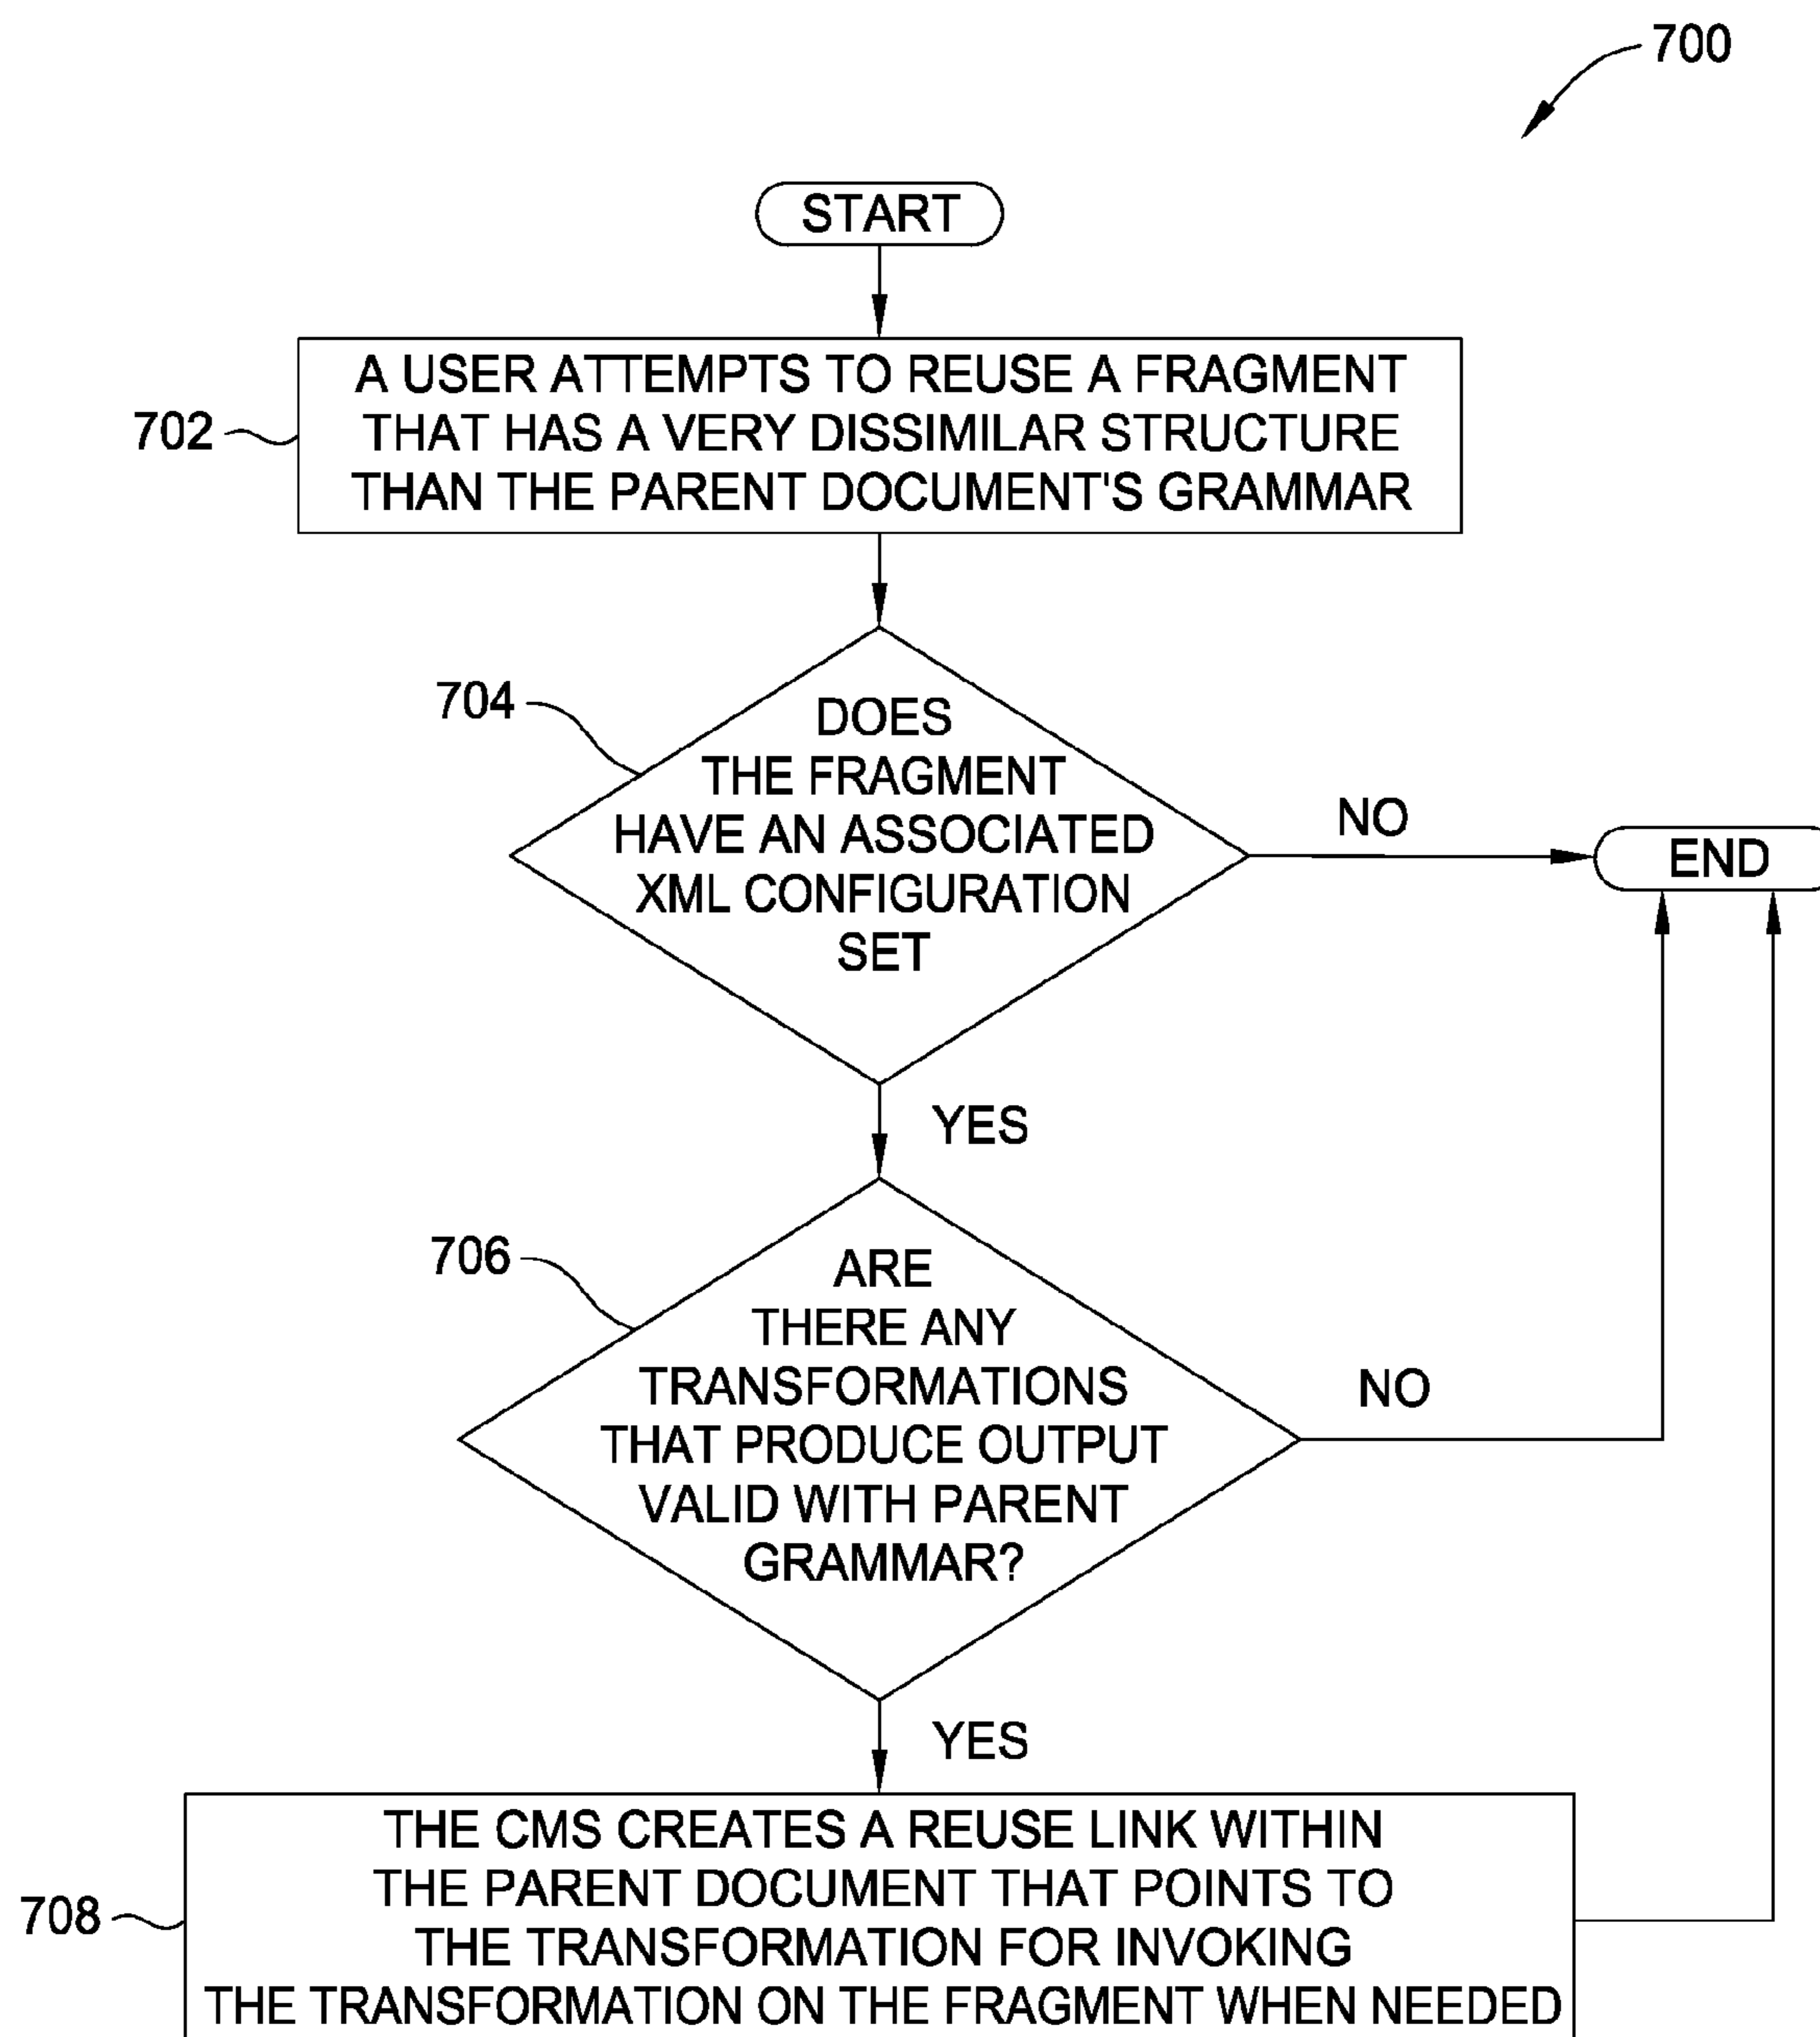 700
START
702
A USER ATTEMPTS TO REUSE A FRAGMENT
THAT HAS A VERY DISSIMILAR STRUCTURE
THAN THE PARENT DOCUMENT'S GRAMMAR
704
DOES
THE FRAGMENT
HAVE AN ASSOCIATED
XML CONFIGURATION
SET
NO
END
YES
706
ARE
THERE ANY
TRANSFORMATIONS
THAT PRODUCE OUTPUT
VALID WITH PARENT
GRAMMAR?
NO
YES
708
THE CMS CREATES A REUSE LINK WITHIN
THE PARENT DOCUMENT THAT POINTS TO
THE TRANSFORMATION FOR INVOKING
THE TRANSFORMATION ON THE FRAGMENT WHEN NEEDED